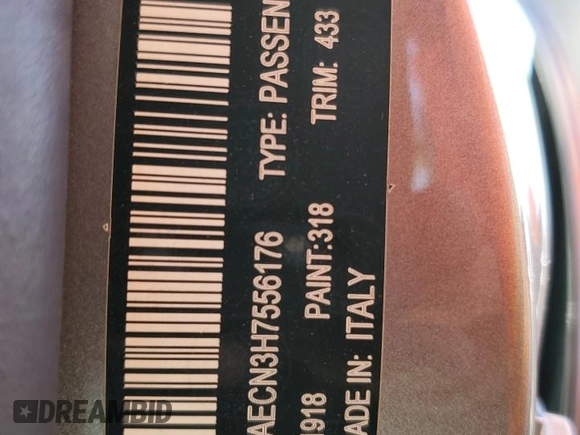 AECN3H7556176 TYPE: PASSEN
1918 PAINT:318 TRIM: 433
ADE IN: ITALY
DREAMBID